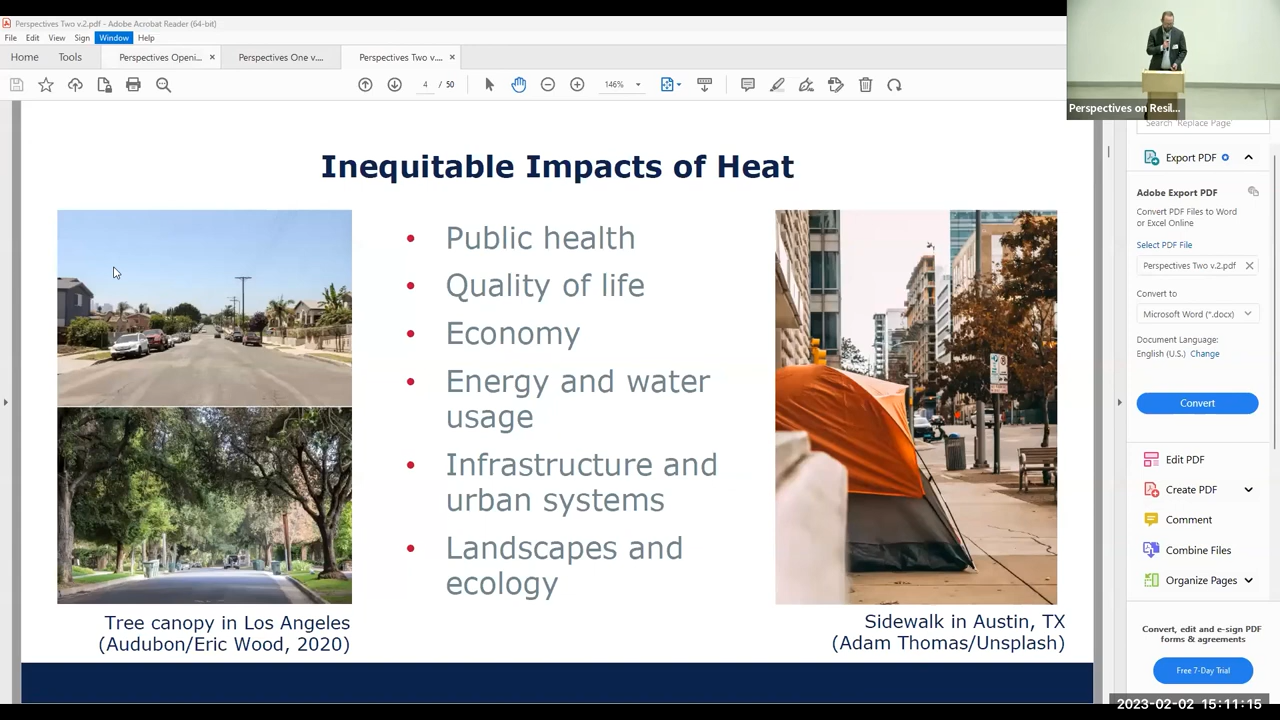 Perspectives Two v.2.pdf - Adobe Acrobat Reader (64-bit)
File Edit View Sign Window Help
Home Tools Perspectives Openi... × Perspectives One v.... Perspectives Two v.... ×
4 / 50 146%
Perspectives on Resil...
Search 'Replace Page'
Export PDF
Adobe Export PDF
Convert PDF Files to Word
or Excel Online
Select PDF File
Perspectives Two v.2.pdf
Convert to
Microsoft Word (*.docx)
Document Language:
English (U.S.) Change
Convert
Edit PDF
Create PDF
Comment
Combine Files
Organize Pages
Convert, edit and e-sign PDF
forms & agreements
Free 7-Day Trial
Inequitable Impacts of Heat
• Public health
• Quality of life
• Economy
• Energy and water
usage
• Infrastructure and
urban systems
• Landscapes and
ecology
Tree canopy in Los Angeles
(Audubon/Eric Wood, 2020)
Sidewalk in Austin, TX
(Adam Thomas/Unsplash)
2023-02-02 15:11:15